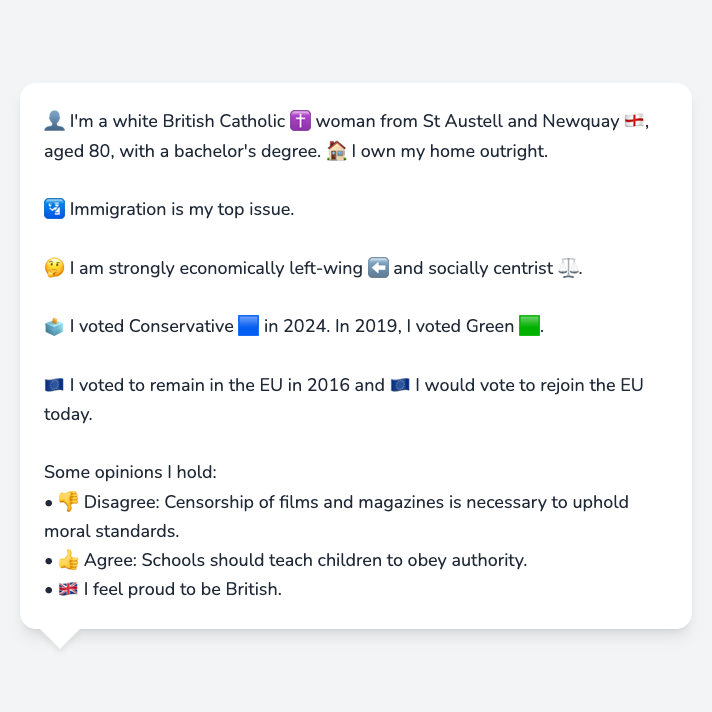 👤 I'm a white British Catholic ✝️ woman from St Austell and Newquay 🏴󠁧󠁢󠁥󠁮󠁧󠁿,
aged 80, with a bachelor's degree. 🏠 I own my home outright.
🛂 Immigration is my top issue.
🤔 I am strongly economically left-wing ⬅️ and socially centrist ⚖️.
🗳️ I voted Conservative 🟦 in 2024. In 2019, I voted Green 🟩.
🇪🇺 I voted to remain in the EU in 2016 and 🇪🇺 I would vote to rejoin the EU
today.
Some opinions I hold:
• 👎 Disagree: Censorship of films and magazines is necessary to uphold
moral standards.
• 👍 Agree: Schools should teach children to obey authority.
• 🇬🇧 I feel proud to be British.